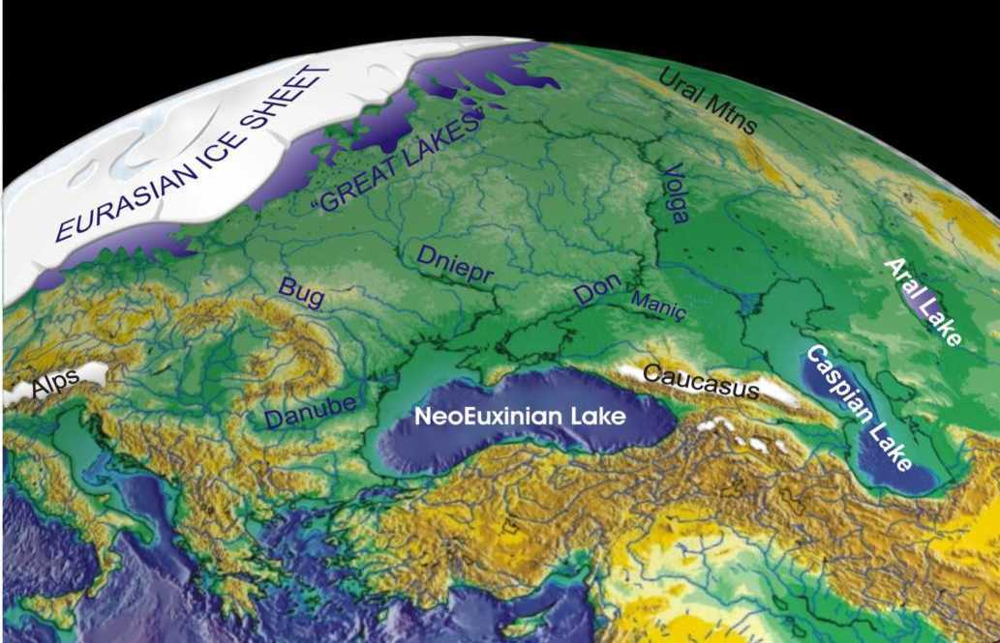 EURASIAN ICE SHEET
"GREAT LAKES"
Ural Mtns
Volga
Dniepr
Bug
Don
Maniç
Aral Lake
Alps
Caucasus
Caspian Lake
Danube
NeoEuxinian Lake